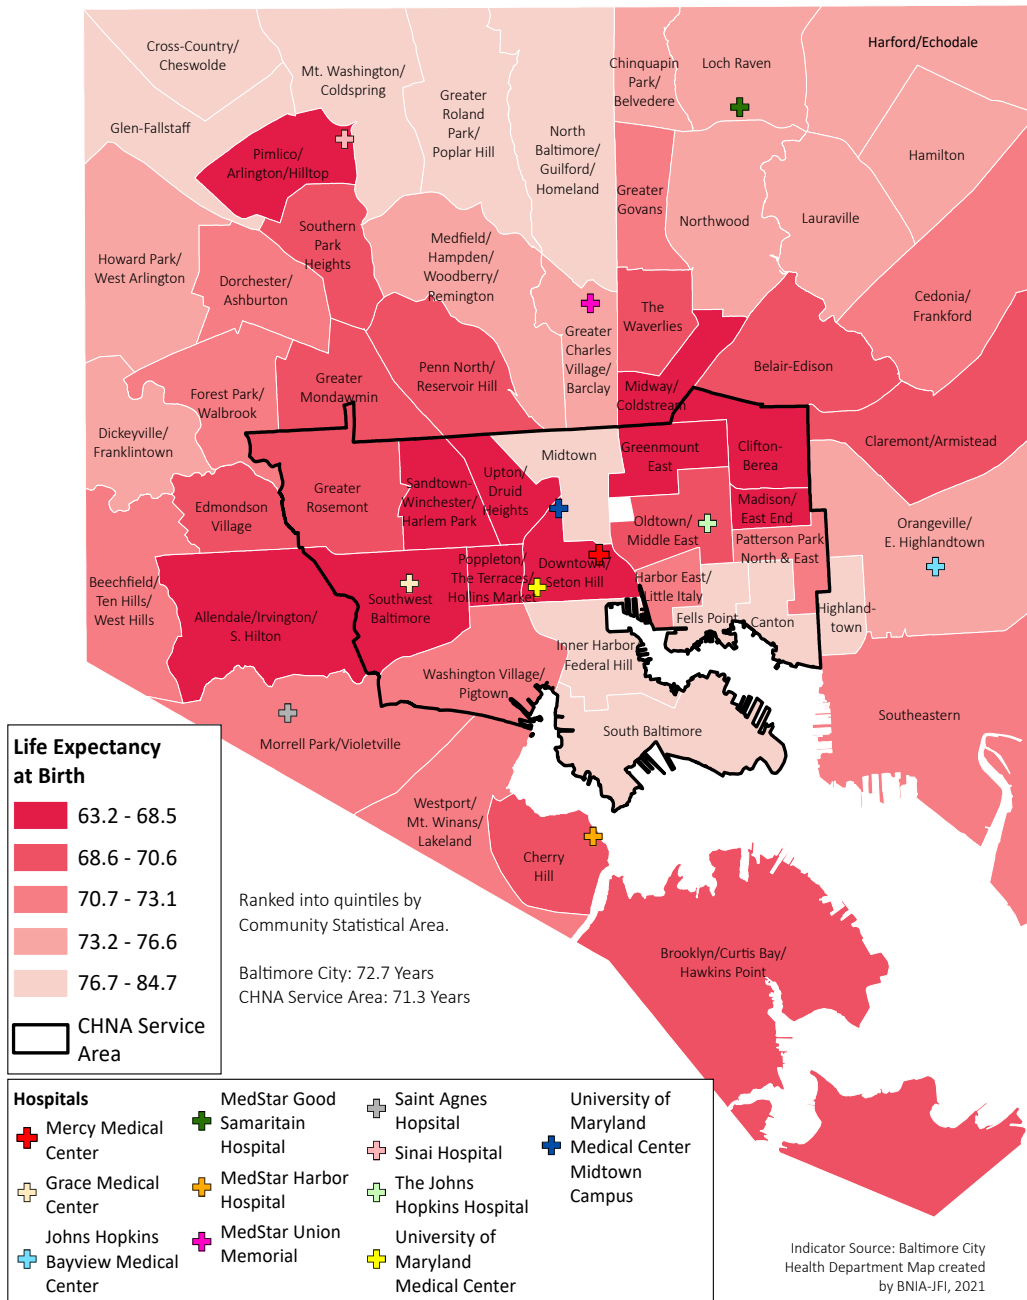 Cross-Country/
Cheswolde
Mt. Washington/
Coldspring
Greater
Roland
Park/
Poplar Hill
North
Baltimore/
Guilford/
Homeland
Chinquapin
Park/
Belvedere
Loch Raven
Harford/Echodale
Glen-Fallstaff
Pimlico/
Arlington/Hilltop
Hamilton
Greater
Govans
Northwood
Lauraville
Howard Park/
West Arlington
Southern
Park
Heights
Dorchester/
Ashburton
Medfield/
Hampden/
Woodberry/
Remington
Cedonia/
Frankford
The
Waverlies
Greater
Charles
Village/
Barclay
Belair-Edison
Penn North/
Reservoir Hill
Greater
Mondawmin
Forest Park/
Walbrook
Midway/
Coldstream
Dickeyville/
Franklintown
Claremont/Armistead
Midtown
Greenmount
East
Clifton-
Berea
Upton/
Druid
Heights
Sandtown-
Winchester/
Harlem Park
Greater
Rosemont
Edmondson
Village
Madison/
East End
Oldtown/
Middle East
Orangeville/
E. Highlandtown
Patterson Park
North & East
Beechfield/
Ten Hills/
West Hills
Poppleton/
The Terraces/
Hollins Market
Downtown/
Seton Hill
Harbor East/
Little Italy
Southwest
Baltimore
Allendale/Irvington/
S. Hilton
Fells Point
Canton
Highland-
town
Inner Harbor/
Federal Hill
Washington Village/
Pigtown
South Baltimore
Southeastern
Morrell Park/Violetville
Westport/
Mt. Winans/
Lakeland
Cherry
Hill
Brooklyn/Curtis Bay/
Hawkins Point
Life Expectancy
at Birth
63.2 - 68.5
68.6 - 70.6
70.7 - 73.1
73.2 - 76.6
76.7 - 84.7
CHNA Service
Area
Ranked into quintiles by
Community Statistical Area.
Baltimore City: 72.7 Years
CHNA Service Area: 71.3 Years
Hospitals
Mercy Medical
Center
Grace Medical
Center
Johns Hopkins
Bayview Medical
Center
MedStar Good
Samaritain
Hospital
MedStar Harbor
Hospital
MedStar Union
Memorial
Saint Agnes
Hopsital
Sinai Hospital
The Johns
Hopkins Hospital
University of
Maryland
Medical Center
University of
Maryland
Medical Center
Midtown
Campus
Indicator Source: Baltimore City
Health Department Map created
by BNIA-JFI, 2021